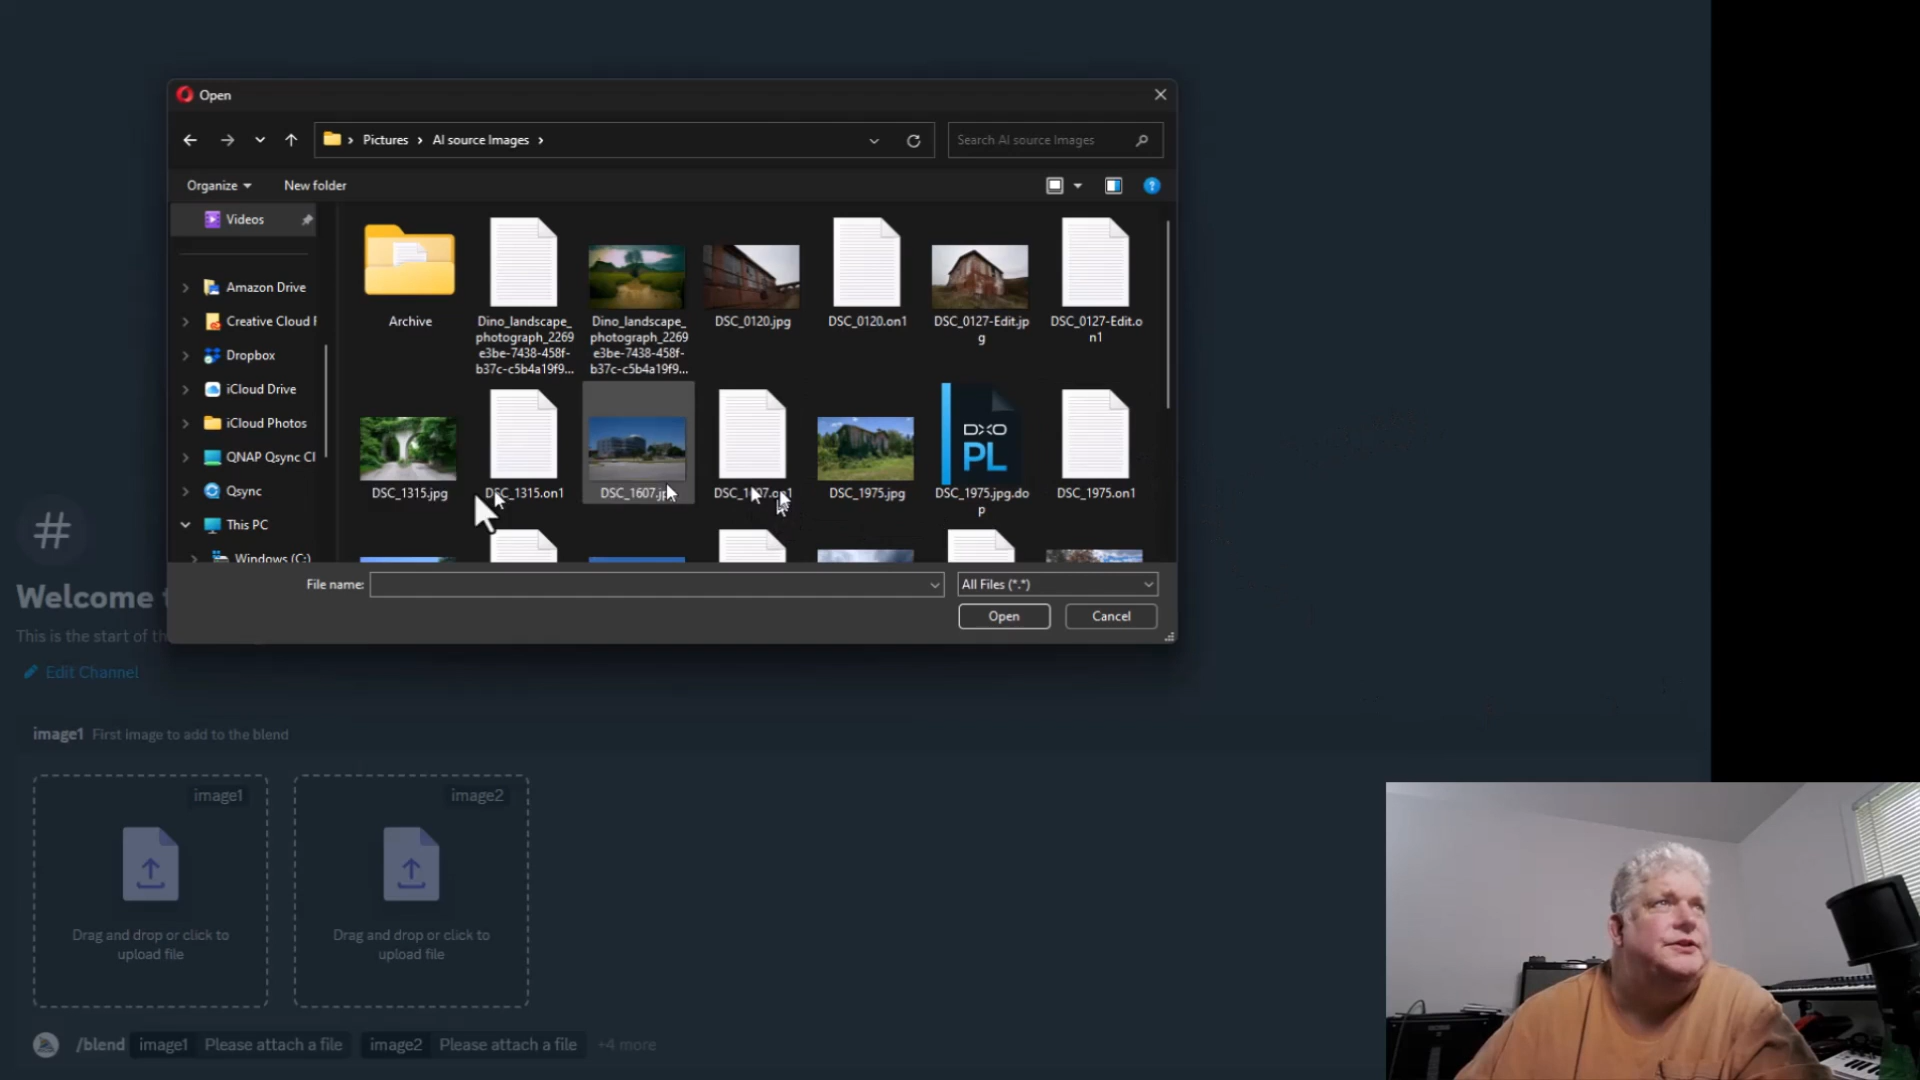 Open
Pictures > AI source Images >
Search AI source Images
Organize
New folder
Videos
Amazon Drive
Creative Cloud F
Dropbox
iCloud Drive
iCloud Photos
QNAP Qsync Cl
Qsync
This PC
Windows (C:)
Archive
Dino_landscape_
photograph_2269
e3be-7438-458f-
b37c-c5b4a19f9...
Dino_landscape_
photograph_2269
e3be-7438-458f-
b37c-c5b4a19f9...
DSC_0120.jpg
DSC_0120.on1
DSC_0127-Edit.jp
g
DSC_0127-Edit.o
n1
DSC_1315.jpg
DSC_1315.on1
DSC_1607.jpg
DSC_1607.on1
DSC_1975.jpg
DXO
PL
DSC_1975.jpg.do
p
DSC_1975.on1
File name:
All Files (*.*)
Open
Cancel
#
Welcome t
This is the start of th
Edit Channel
image1 First image to add to the blend
image1
Drag and drop or click to
upload file
image2
Drag and drop or click to
upload file
/blend image1 Please attach a file image2 Please attach a file +4 more